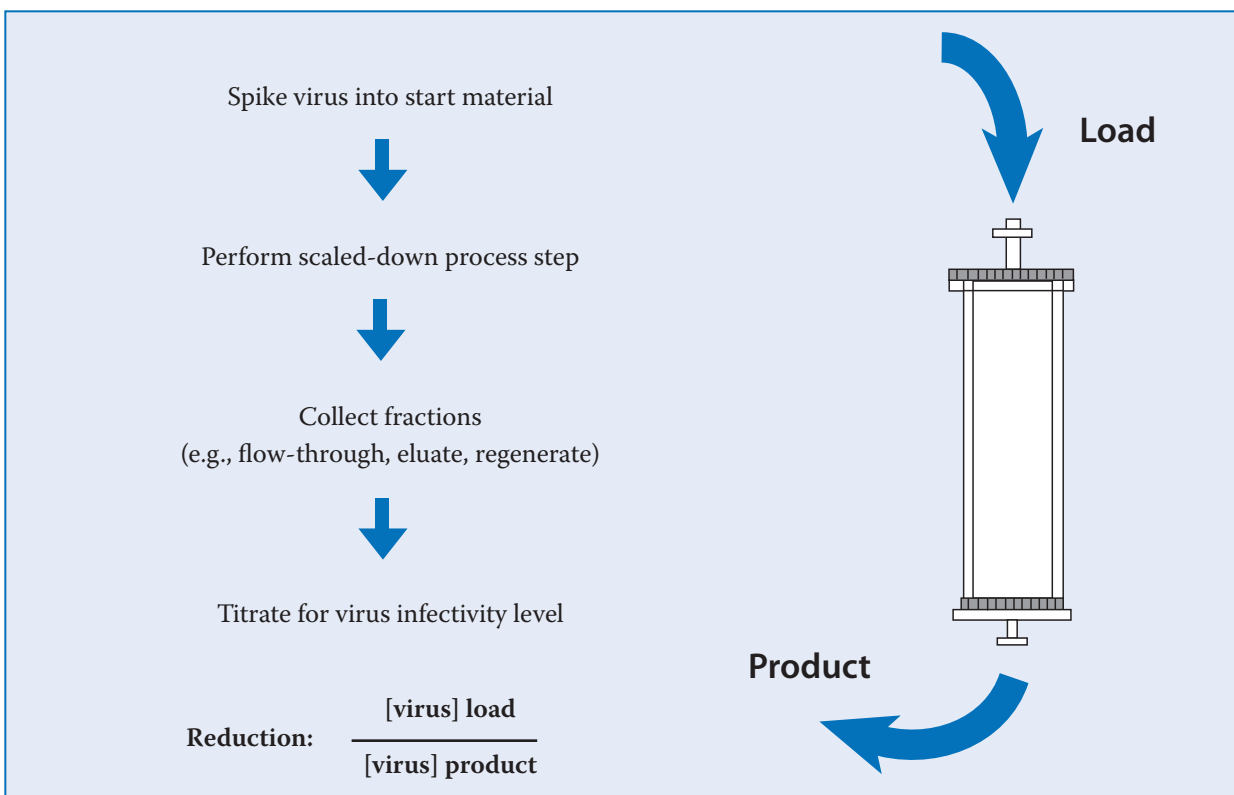 Spike virus into start material
Perform scaled-down process step
Collect fractions
(e.g., flow-through, eluate, regenerate)
Titrate for virus infectivity level
Reduction:
[virus] load
[virus] product
Load
Product